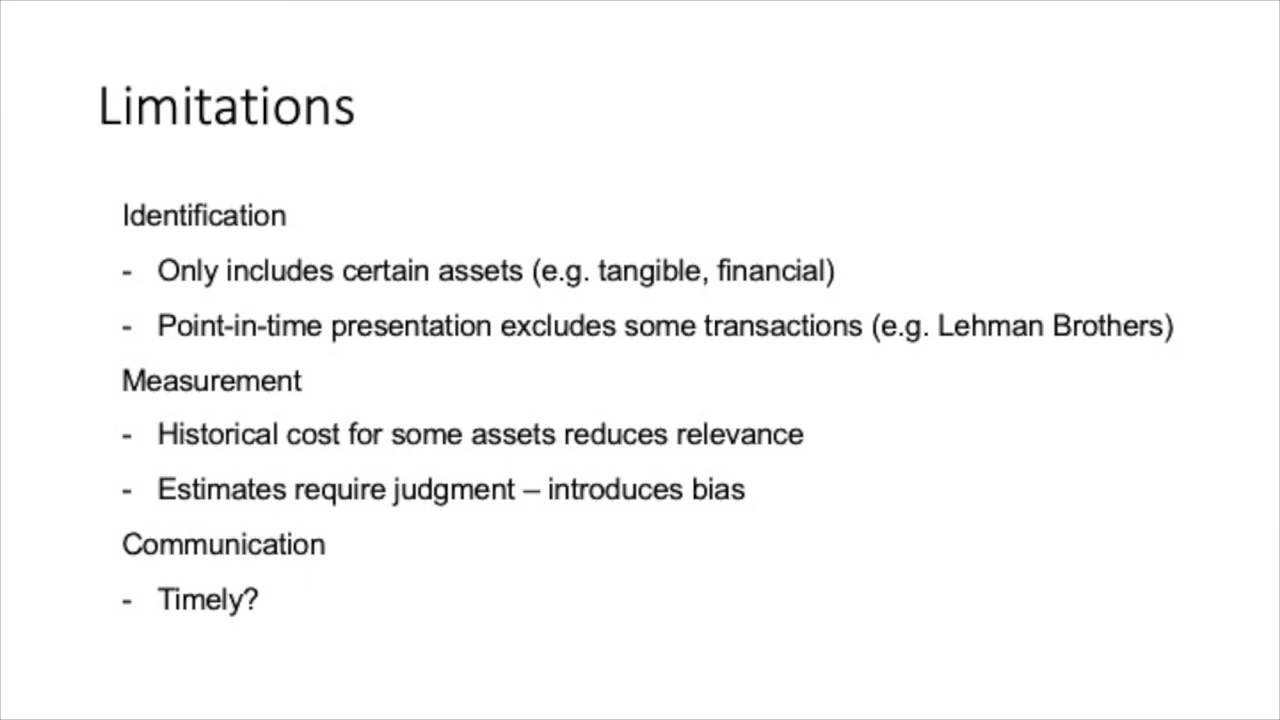 Limitations
Identification
- Only includes certain assets (e.g. tangible, financial)
- Point-in-time presentation excludes some transactions (e.g. Lehman Brothers)
Measurement
- Historical cost for some assets reduces relevance
- Estimates require judgment – introduces bias
Communication
- Timely?